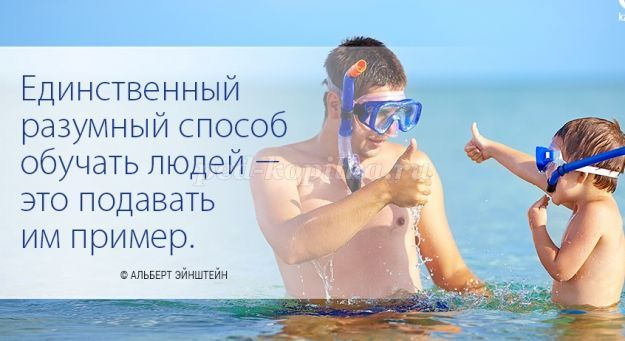 Единственный
разумный способ
обучать людей —
это подавать
им пример.
© АЛЬБЕРТ ЭЙНШТЕЙН